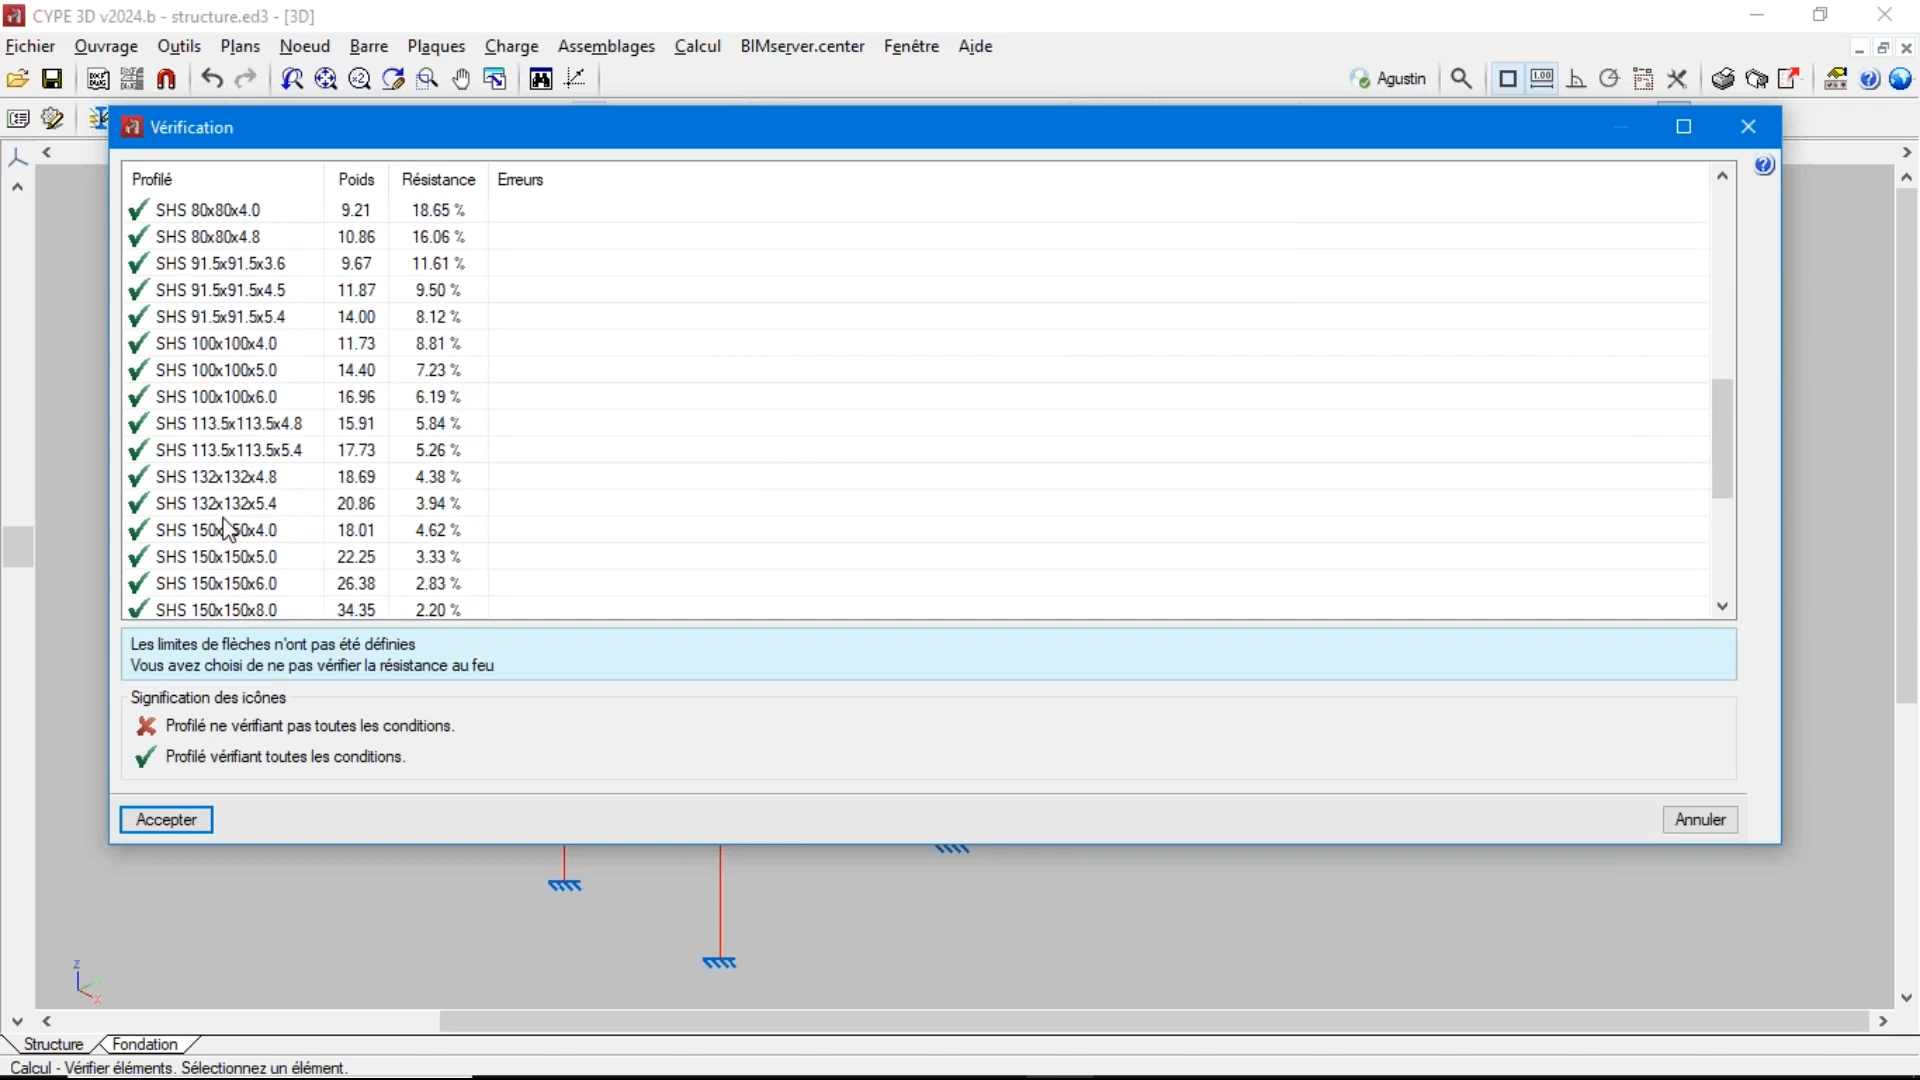 CYPE 3D v2024.b - structure.ed3 - [3D]
Fichier Ouvrage Outils Plans Noeud Barre Plaques Charge Assemblages Calcul BIMserver.center Fenêtre Aide
Agustin
Vérification
Profilé Poids Résistance Erreurs
SHS 80x80x4.0 9.21 18.65 %
SHS 80x80x4.8 10.86 16.06 %
SHS 91.5x91.5x3.6 9.67 11.61 %
SHS 91.5x91.5x4.5 11.87 9.50 %
SHS 91.5x91.5x5.4 14.00 8.12 %
SHS 100x100x4.0 11.73 8.81 %
SHS 100x100x5.0 14.40 7.23 %
SHS 100x100x6.0 16.96 6.19 %
SHS 113.5x113.5x4.8 15.91 5.84 %
SHS 113.5x113.5x5.4 17.73 5.26 %
SHS 132x132x4.8 18.69 4.38 %
SHS 132x132x5.4 20.86 3.94 %
SHS 150x150x4.0 18.01 4.62 %
SHS 150x150x5.0 22.25 3.33 %
SHS 150x150x6.0 26.38 2.83 %
SHS 150x150x8.0 34.35 2.20 %
Les limites de flèches n'ont pas été définies
Vous avez choisi de ne pas vérifier la résistance au feu
Signification des icônes
Profilé ne vérifiant pas toutes les conditions.
Profilé vérifiant toutes les conditions.
Accepter Annuler
z
x
Structure Fondation
Calcul - Vérifier éléments. Sélectionnez un élément.